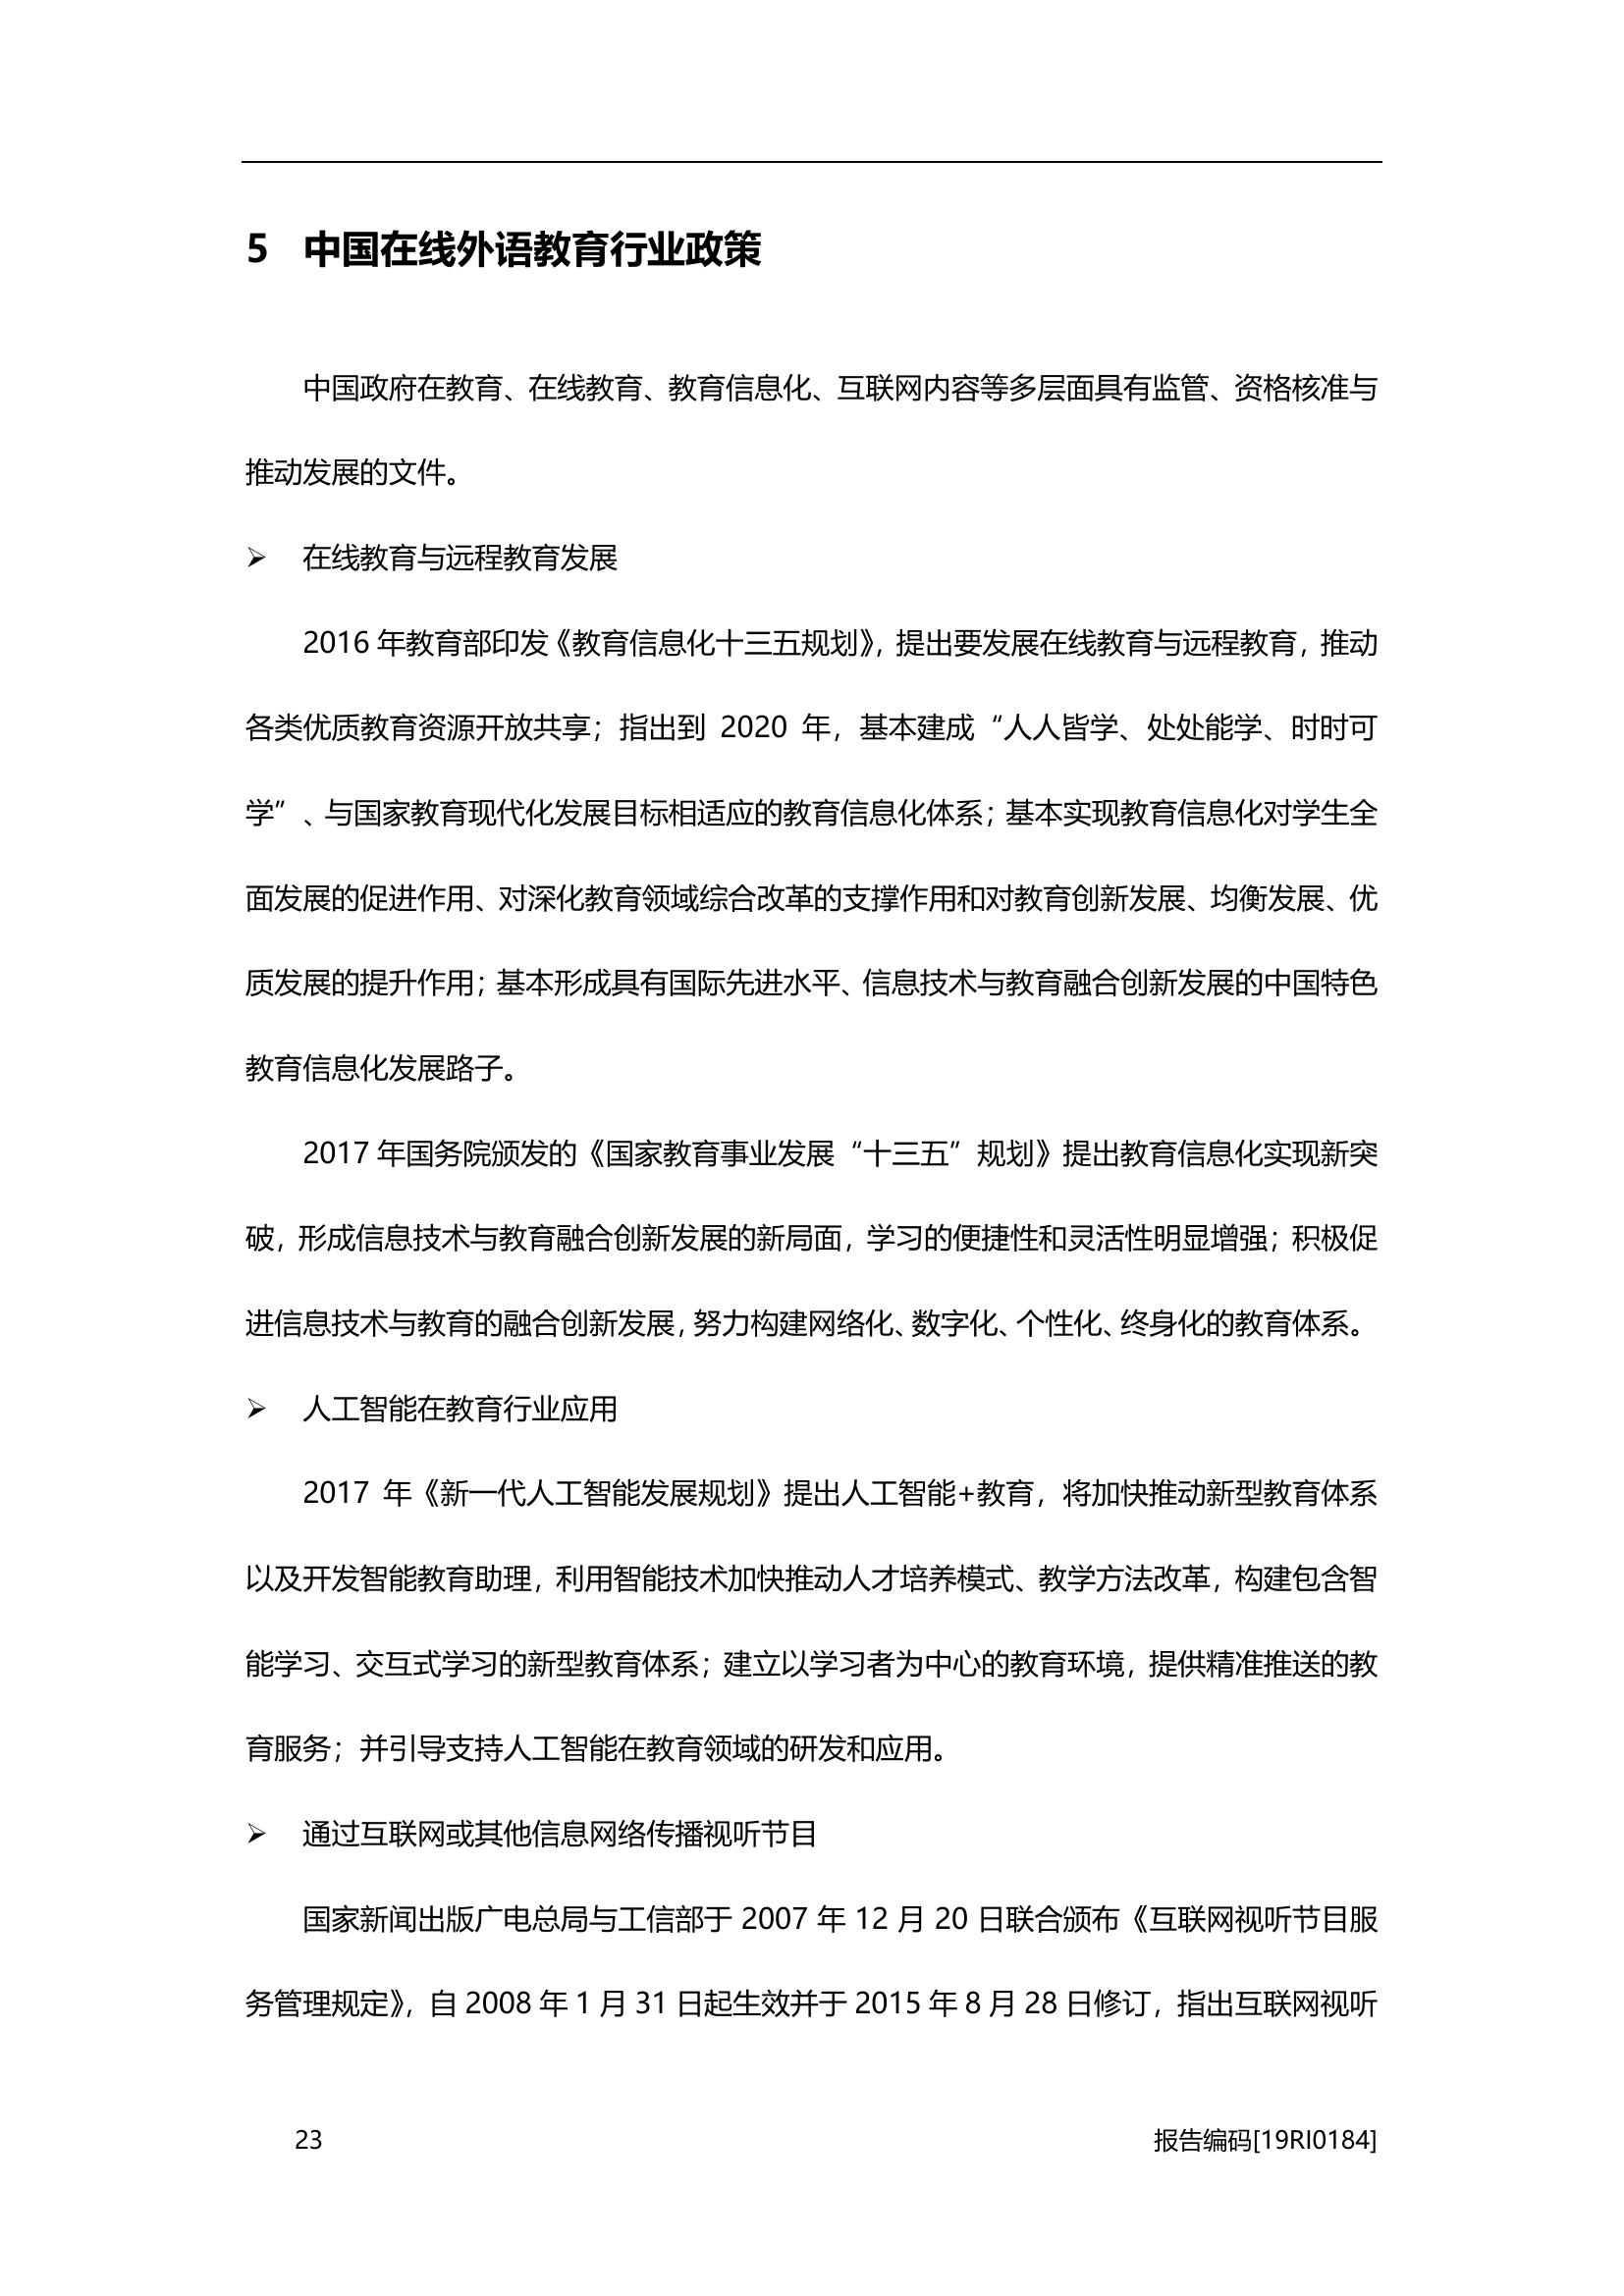 5 中国在线外语教育行业政策
中国政府在教育、在线教育、教育信息化、互联网内容等多层面具有监管、资格核准与
推动发展的文件。
➢ 在线教育与远程教育发展
2016 年教育部印发《教育信息化十三五规划》，提出要发展在线教育与远程教育，推动
各类优质教育资源开放共享；指出到 2020 年，基本建成“人人皆学、处处能学、时时可
学”、与国家教育现代化发展目标相适应的教育信息化体系；基本实现教育信息化对学生全
面发展的促进作用、对深化教育领域综合改革的支撑作用和对教育创新发展、均衡发展、优
质发展的提升作用；基本形成具有国际先进水平、信息技术与教育融合创新发展的中国特色
教育信息化发展路子。
2017 年国务院颁发的《国家教育事业发展“十三五”规划》提出教育信息化实现新突
破，形成信息技术与教育融合创新发展的新局面，学习的便捷性和灵活性明显增强；积极促
进信息技术与教育的融合创新发展，努力构建网络化、数字化、个性化、终身化的教育体系。
➢ 人工智能在教育行业应用
2017 年《新一代人工智能发展规划》提出人工智能+教育，将加快推动新型教育体系
以及开发智能教育助理，利用智能技术加快推动人才培养模式、教学方法改革，构建包含智
能学习、交互式学习的新型教育体系；建立以学习者为中心的教育环境，提供精准推送的教
育服务；并引导支持人工智能在教育领域的研发和应用。
➢ 通过互联网或其他信息网络传播视听节目
国家新闻出版广电总局与工信部于 2007 年 12 月 20 日联合颁布《互联网视听节目服
务管理规定》，自 2008 年 1 月 31 日起生效并于 2015 年 8 月 28 日修订，指出互联网视听
23 报告编码[19RI0184]